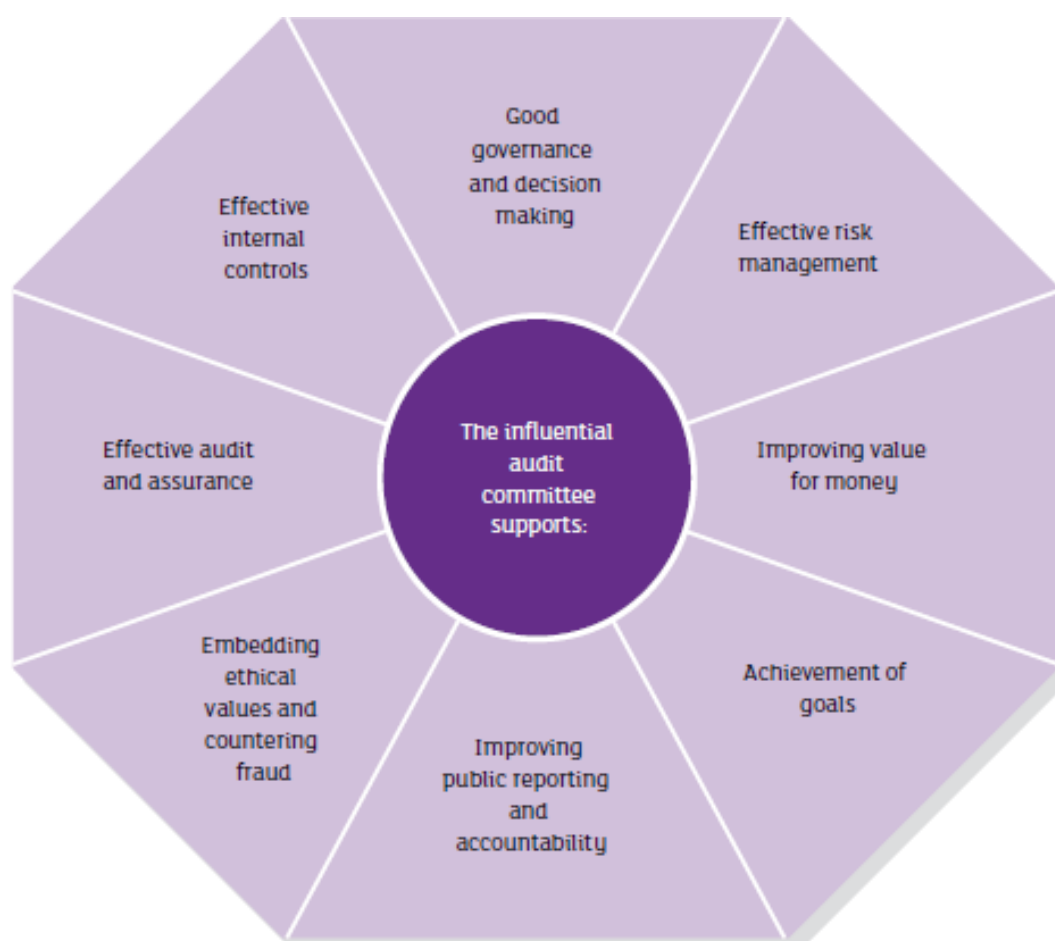 Good
governance
and decision
making
Effective risk
management
Improving value
for money
Achievement of
goals
Improving
public reporting
and
accountability
Embedding
ethical
values and
countering
fraud
Effective audit
and assurance
Effective
internal
controls
The influential
audit
committee
supports: